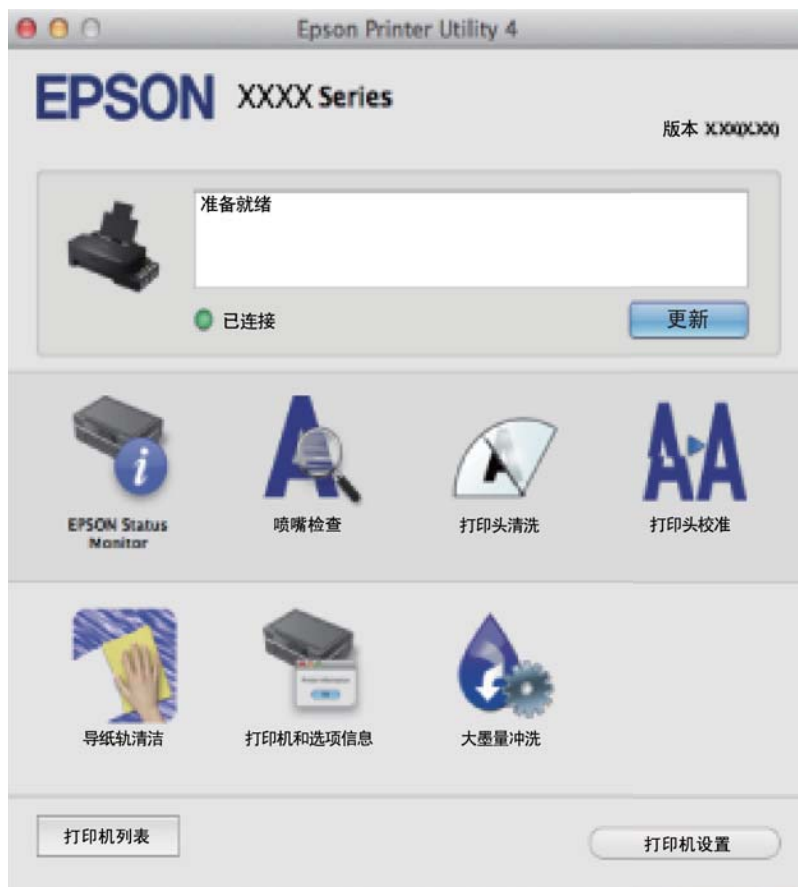 Epson Printer Utility 4
EPSON XXXX Series
版本
准备就绪
已连接
更新
EPSON Status
Monitor
喷嘴检查
打印头清洗
打印头校准
导纸轨清洁
打印机和选项信息
大墨量冲洗
打印机列表
打印机设置